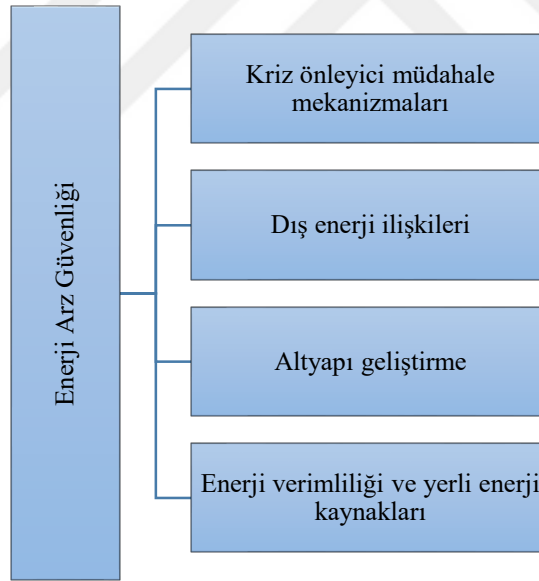 Enerji Arz Güvenliği
Kriz önleyici müdahale
mekanizmaları
Dış enerji ilişkileri
Altyapı geliştirme
Enerji verimliliği ve yerli enerji
kaynakları